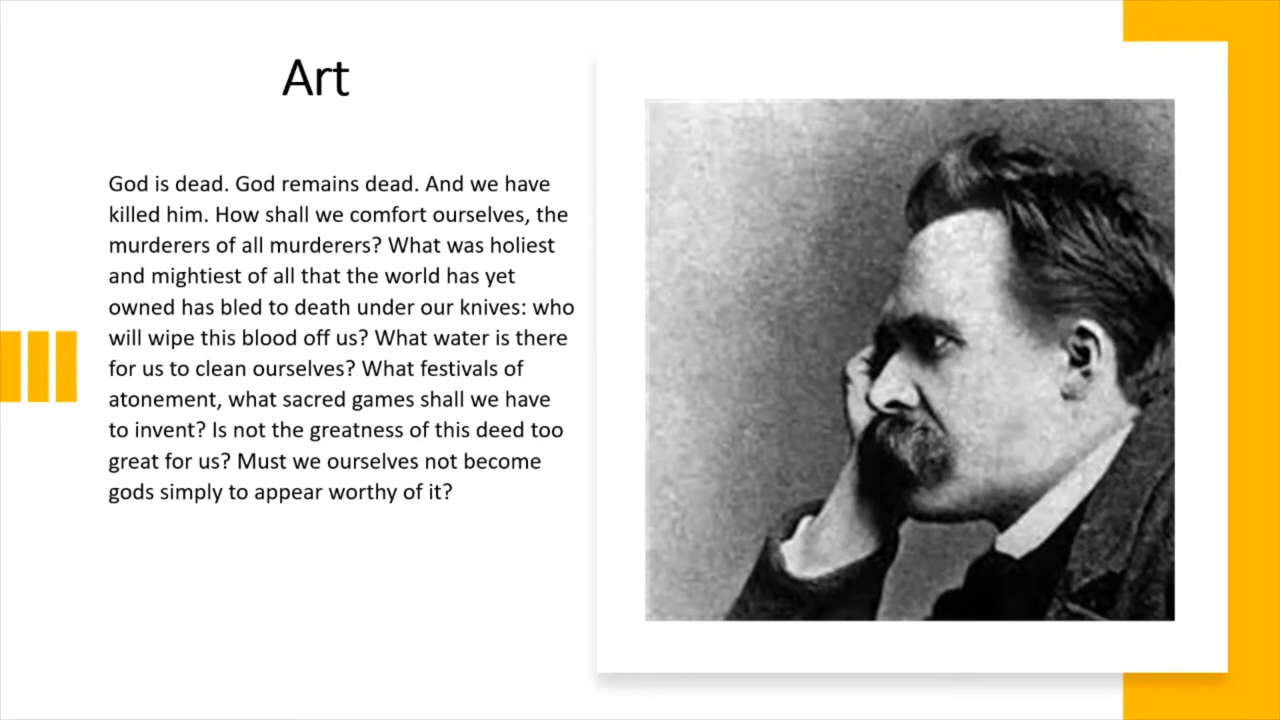 Art
God is dead. God remains dead. And we have
killed him. How shall we comfort ourselves, the
murderers of all murderers? What was holiest
and mightiest of all that the world has yet
owned has bled to death under our knives: who
will wipe this blood off us? What water is there
for us to clean ourselves? What festivals of
atonement, what sacred games shall we have
to invent? Is not the greatness of this deed too
great for us? Must we ourselves not become
gods simply to appear worthy of it?